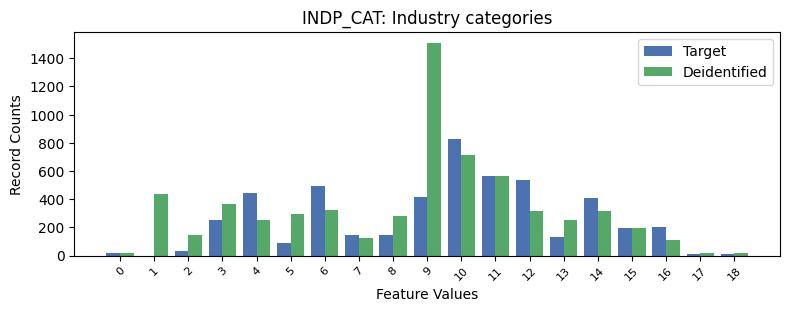 INDP_CAT: Industry categories
Target
Deidentified
Record Counts
1400
1200
1000
800
600
400
200
0
0 1 2 3 4 5 6 7 8 9 10 11 12 13 14 15 16 17 18
Feature Values